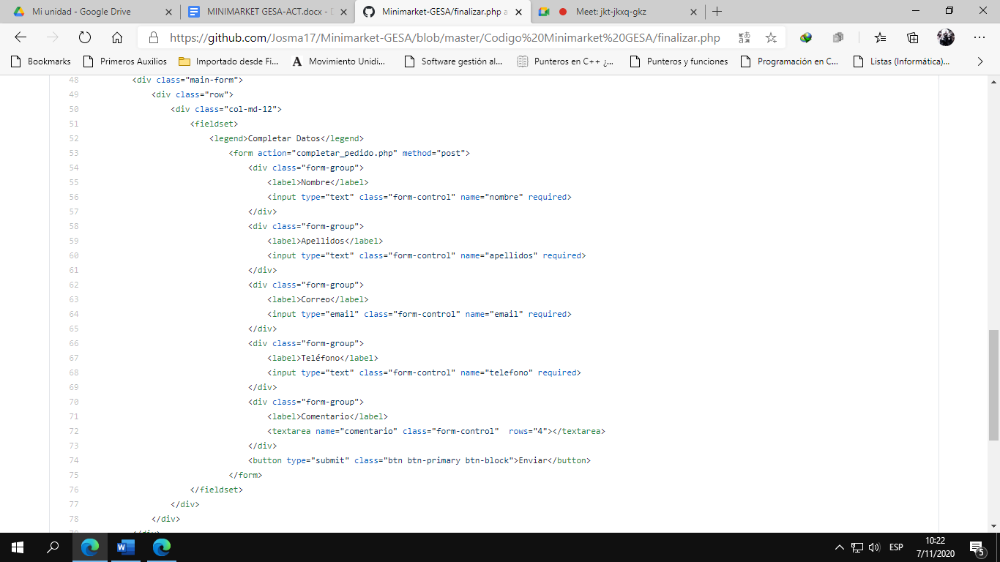 Mi unidad - Google Drive
MINIMARKET GESA-ACT.docx - D
Minimarket-GESA/finalizar.php a
Meet: jkt-jkxq-gkz
https://github.com/Josma17/Minimarket-GESA/blob/master/Codigo%20Minimarket%20GESA/finalizar.php
Bookmarks
Primeros Auxilios
Importado desde Fi...
Movimiento Unidi...
Software gestión al...
Punteros en C++ ¿...
Punteros y funciones
Programación en C...
Listas (Informática)...
48 <div class="main-form">
49 <div class="row">
50 <div class="col-md-12">
51 <fieldset>
52 <legend>Completar Datos</legend>
53 <form action="completar_pedido.php" method="post">
54 <div class="form-group">
55 <label>Nombre</label>
56 <input type="text" class="form-control" name="nombre" required>
57 </div>
58 <div class="form-group">
59 <label>Apellidos</label>
60 <input type="text" class="form-control" name="apellidos" required>
61 </div>
62 <div class="form-group">
63 <label>Correo</label>
64 <input type="email" class="form-control" name="email" required>
65 </div>
66 <div class="form-group">
67 <label>Teléfono</label>
68 <input type="text" class="form-control" name="telefono" required>
69 </div>
70 <div class="form-group">
71 <label>Comentario</label>
72 <textarea name="comentario" class="form-control"  rows="4"></textarea>
73 </div>
74 <button type="submit" class="btn btn-primary btn-block">Enviar</button>
75 </form>
76 </fieldset>
77 </div>
78 </div>
79 </div>
ESP
10:22
7/11/2020
5